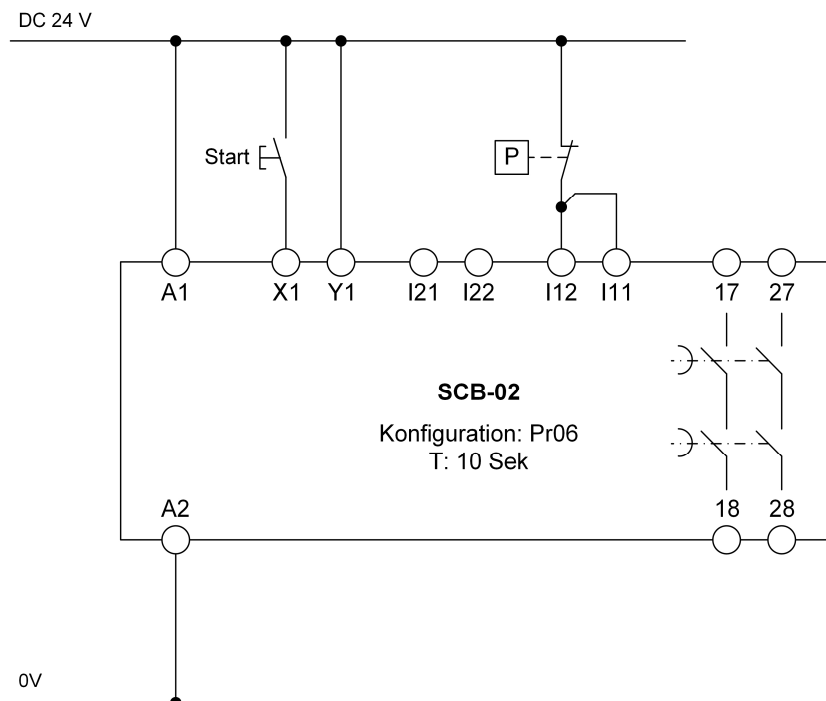 DC 24 V
Start
P
A1 X1 Y1 I21 I22 I12 I11 17 27
SCB-02
Konfiguration: Pr06
T: 10 Sek
A2 18 28
0V